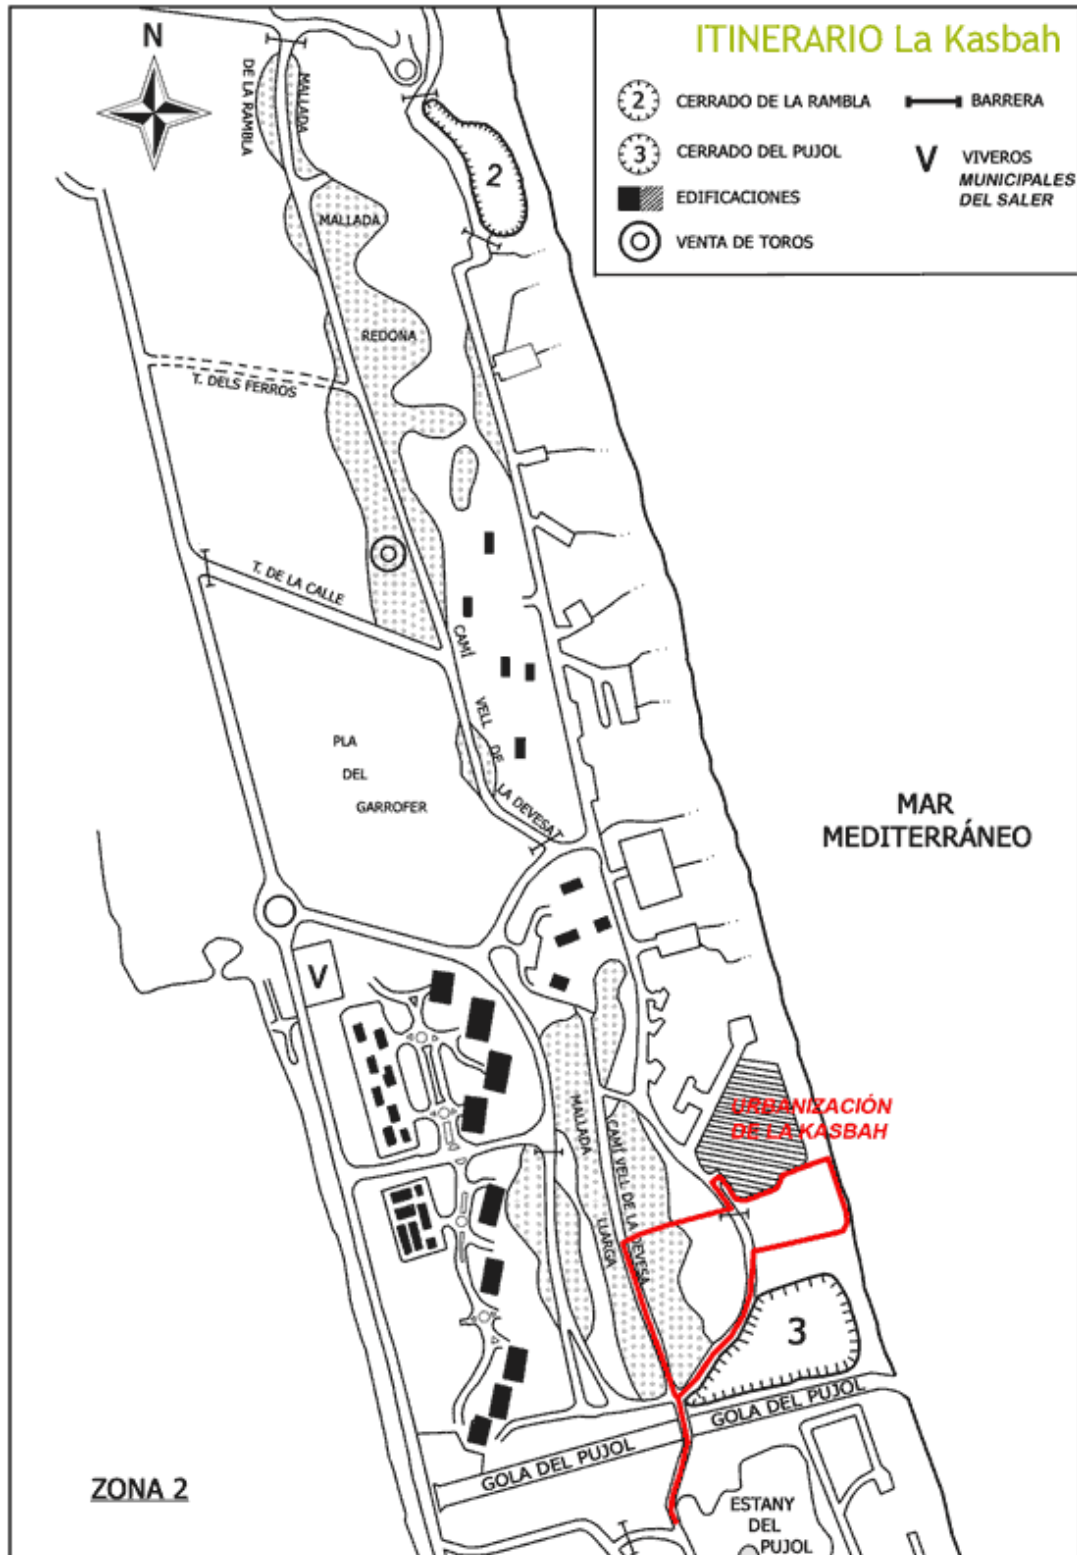 ITINERARIO La Kasbah
2 CERRADO DE LA RAMBLA
BARRERA
3 CERRADO DEL PUJOL
V VIVEROS
MUNICIPALES
DEL SALER
EDIFICACIONES
VENTA DE TOROS
N
MALLADA
DE LA RAMBLA
2
MALLADA
REDONA
T. DELS FERROS
T. DE LA CALLE
CAMÍ
VELL DE
LA DEVESA
PLA
DEL
GARROFER
MAR
MEDITERRÁNEO
V
URBANIZACIÓN
DE LA KASBAH
MALLADA
LLARGA
CAMÍ VELL DE LA DEVESA
3
GOLA DEL PUJOL
GOLA DEL PUJOL
ZONA 2
ESTANY
DEL
PUJOL